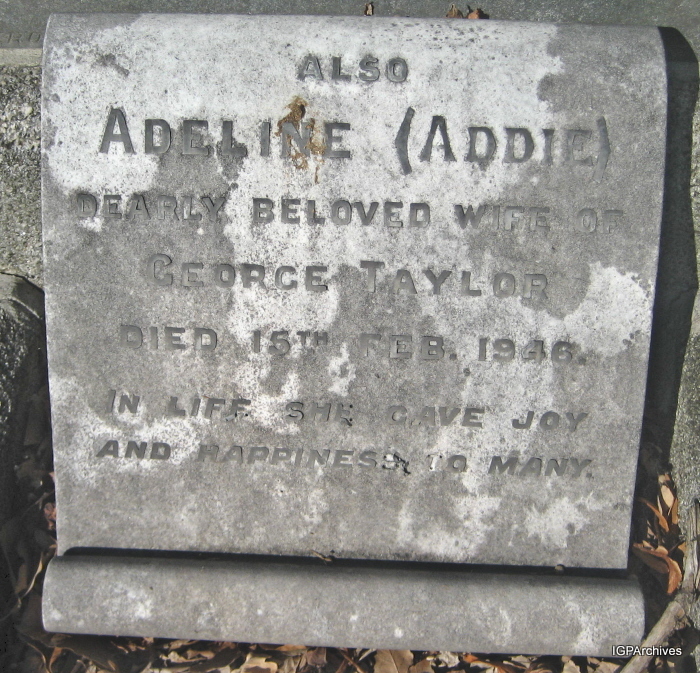 ALSO
ADELINE (ADDIE)
DEARLY BELOVED WIFE OF
GEORGE TAYLOR
DIED 15TH FEB. 1946.
IN LIFE SHE GAVE JOY
AND HAPPINESS TO MANY.
IGPArchives